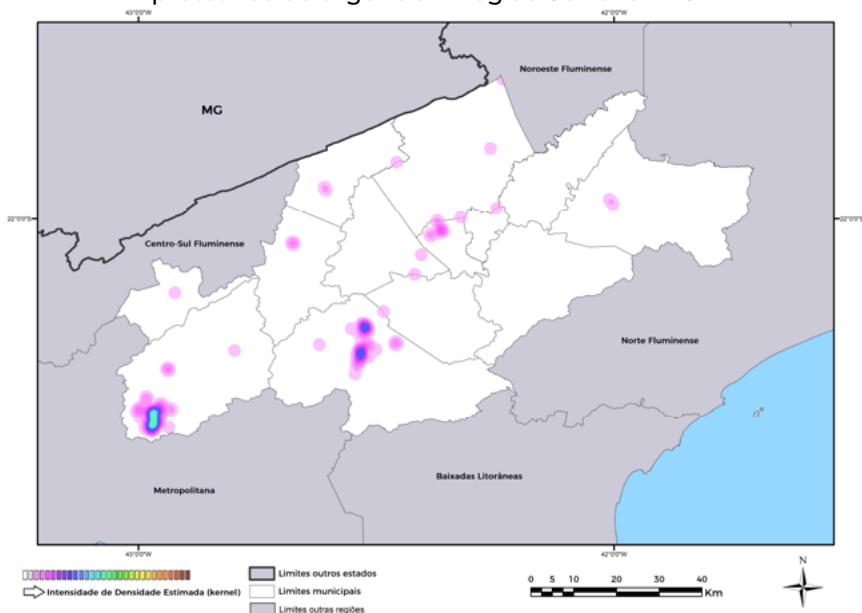 43°0'0"W
42°0'0"W
Noroeste Fluminense
MG
22°0'0"S
22°0'0"S
Centro-Sul Fluminense
Norte Fluminense
Baixadas Litorâneas
Metropolitana
43°0'0"W
42°0'0"W
Intensidade de Densidade Estimada (kernel)
Limites outros estados
Limites municipais
Limites outras regiões
0 5 10 20 30 40
Km
N